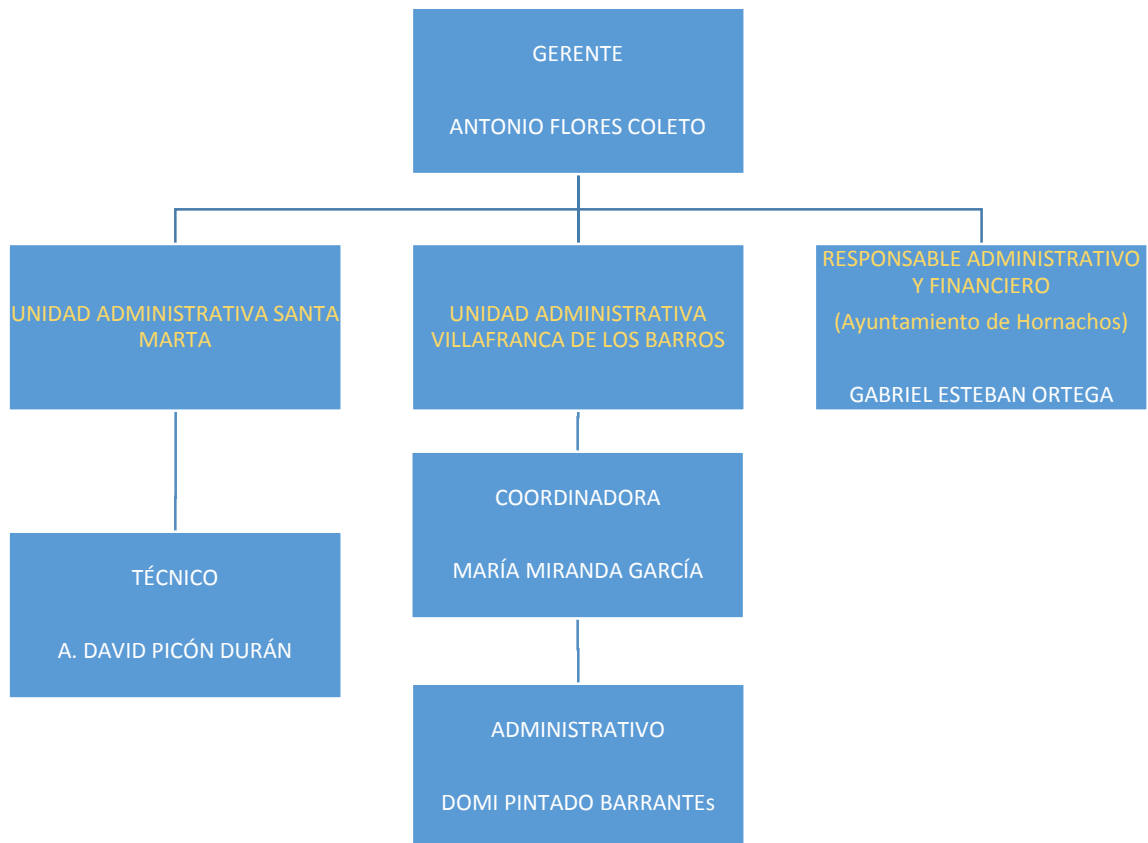 GERENTE
ANTONIO FLORES COLETO
UNIDAD ADMINISTRATIVA SANTA
MARTA
UNIDAD ADMINISTRATIVA
VILLAFRANCA DE LOS BARROS
RESPONSABLE ADMINISTRATIVO
Y FINANCIERO
(Ayuntamiento de Hornachos)
GABRIEL ESTEBAN ORTEGA
COORDINADORA
MARÍA MIRANDA GARCÍA
TÉCNICO
A. DAVID PICÓN DURÁN
ADMINISTRATIVO
DOMI PINTADO BARRANTEs